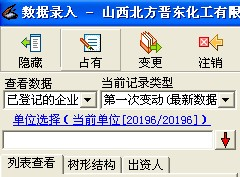 数据录入 - 山西北方晋东化工有限
隐藏 占有 变更 注销
查看数据 当前记录类型
已登记的企业 第一次变动(最新数据
单位选择(当前单位[20196/20196])
列表查看 树形结构 出资人